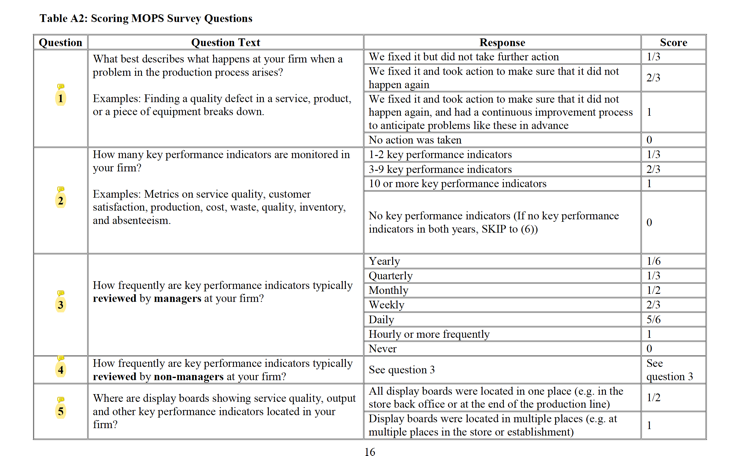 Table A2: Scoring MOPS Survey Questions
Question Question Text Response Score
1
What best describes what happens at your firm when a
problem in the production process arises?
Examples: Finding a quality defect in a service, product,
or a piece of equipment breaks down.
We fixed it but did not take further action 1/3
We fixed it and took action to make sure that it did not
happen again
2/3
We fixed it and took action to make sure that it did not
happen again, and had a continuous improvement process
to anticipate problems like these in advance
1
No action was taken 0
2
How many key performance indicators are monitored in
your firm?
Examples: Metrics on service quality, customer
satisfaction, production, cost, waste, quality, inventory,
and absenteeism.
1-2 key performance indicators 1/3
3-9 key performance indicators 2/3
10 or more key performance indicators 1
No key performance indicators (If no key performance
indicators in both years, SKIP to (6))
0
3
How frequently are key performance indicators typically
reviewed by managers at your firm?
Yearly 1/6
Quarterly 1/3
Monthly 1/2
Weekly 2/3
Daily 5/6
Hourly or more frequently 1
Never 0
4
How frequently are key performance indicators typically
reviewed by non-managers at your firm?
See question 3
See
question 3
5
Where are display boards showing service quality, output
and other key performance indicators located in your
firm?
All display boards were located in one place (e.g. in the
store back office or at the end of the production line)
1/2
Display boards were located in multiple places (e.g. at
multiple places in the store or establishment)
1
16